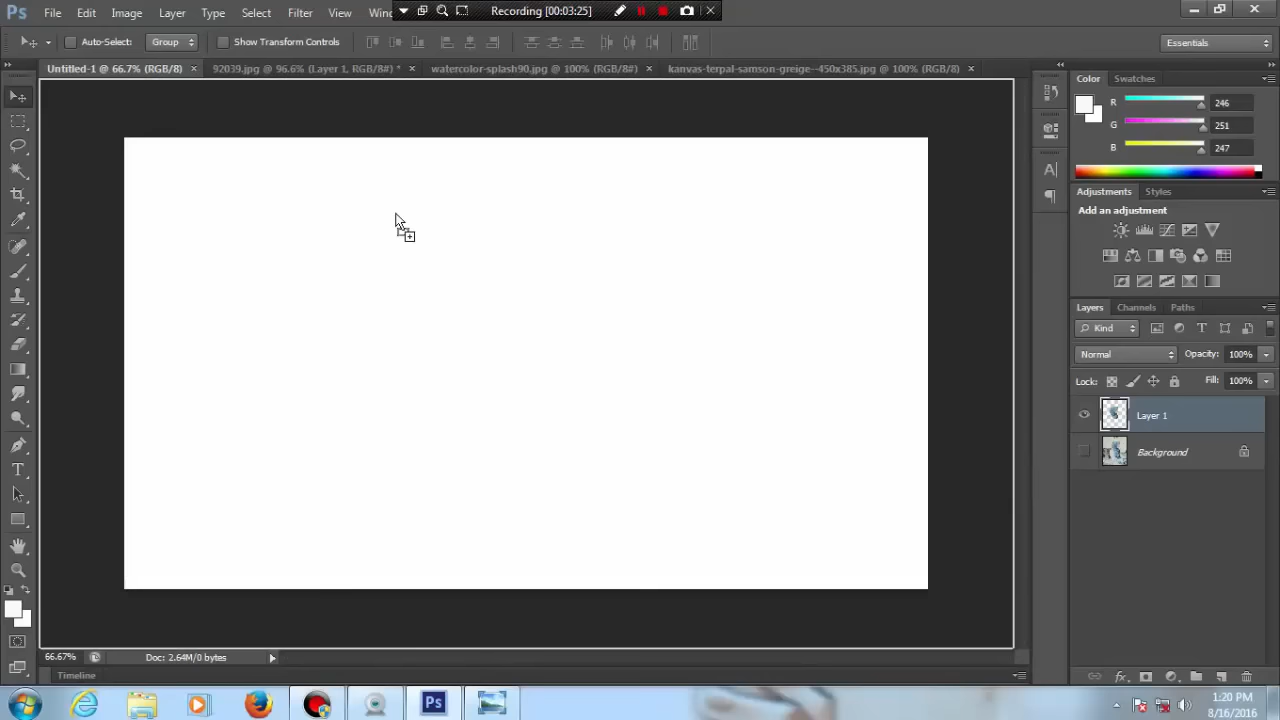 Ps File Edit Image Layer Type Select Filter View Win Recording [00:03:25]
Auto-Select: Group Show Transform Controls Essentials
Untitled-1 @ 66.7% (RGB/8) × 92039.jpg @ 96.6% (Layer 1, RGB/8#) * × watercolor-splash90.jpg @ 100% (RGB/8#) × kanvas-terpal-samson-greige--450x385.jpg @ 100% (RGB/8) ×
Color Swatches
R 246
G 251
B 247
Adjustments Styles
Add an adjustment
Layers Channels Paths
Kind
Normal Opacity: 100%
Lock: Fill: 100%
Layer 1
Background
66.67% Doc: 2.64M/0 bytes
Timeline
Ps
1:20 PM
8/16/2016